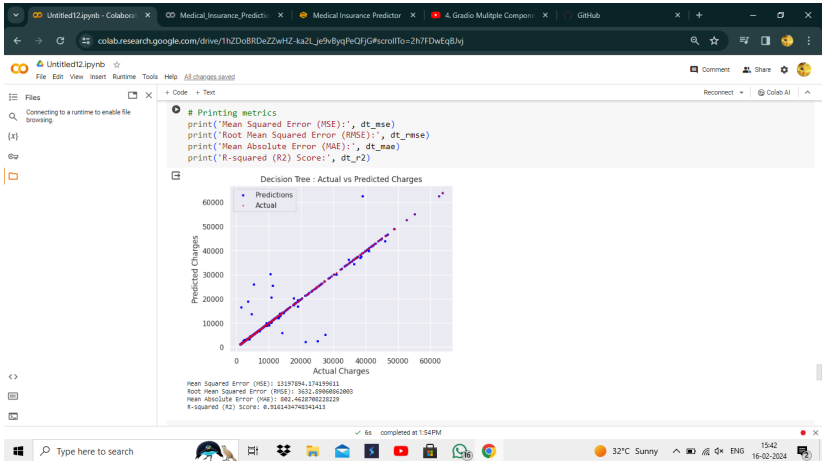 Untitled12.ipynb - Colaborat
Medical_Insurance_Predictio
Medical Insurance Predictor
4. Gradio Mulitple Compone
GitHub
colab.research.google.com/drive/1hZDoBRDeZZwHZ-ka2L_je9vByqPeQFjG#scrollTo=2h7FDwEqBJvj
Untitled12.ipynb
File Edit View Insert Runtime Tools Help All changes saved
Comment Share
Files
Connecting to a runtime to enable file
browsing.
+ Code + Text
Reconnect
Colab AI
# Printing metrics
print('Mean Squared Error (MSE):', dt_mse)
print('Root Mean Squared Error (RMSE):', dt_rmse)
print('Mean Absolute Error (MAE):', dt_mae)
print('R-squared (R2) Score:', dt_r2)
Decision Tree : Actual vs Predicted Charges
Predictions
Actual
60000
50000
40000
30000
20000
10000
0
Predicted Charges
0 10000 20000 30000 40000 50000 60000
Actual Charges
Mean Squared Error (MSE): 13197894.174199611
Root Mean Squared Error (RMSE): 3632.89060862003
Mean Absolute Error (MAE): 802.4628708228229
R-squared (R2) Score: 0.9181434748341413
6s completed at 1:54PM
Type here to search
16
32°C Sunny
ENG
15:42
16-02-2024
2